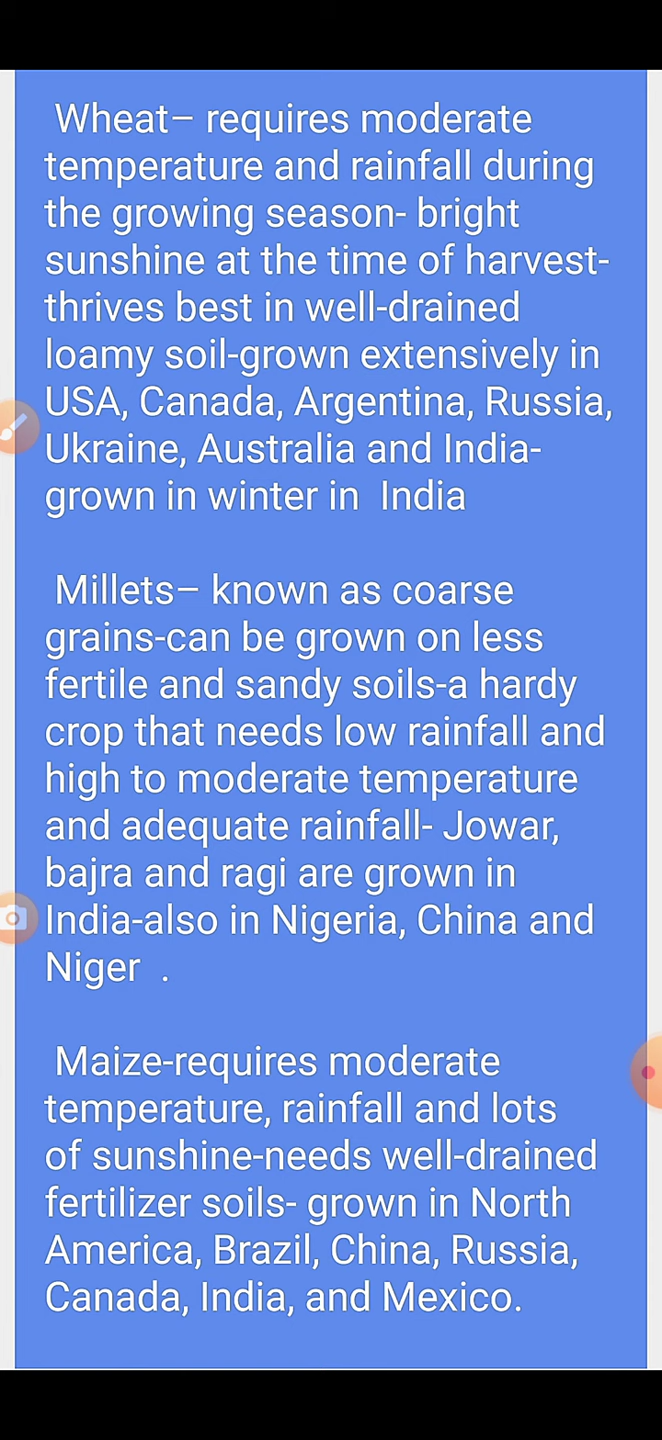 Wheat– requires moderate
temperature and rainfall during
the growing season- bright
sunshine at the time of harvest-
thrives best in well-drained
loamy soil-grown extensively in
USA, Canada, Argentina, Russia,
Ukraine, Australia and India-
grown in winter in  India
Millets– known as coarse
grains-can be grown on less
fertile and sandy soils-a hardy
crop that needs low rainfall and
high to moderate temperature
and adequate rainfall- Jowar,
bajra and ragi are grown in
India-also in Nigeria, China and
Niger  .
Maize-requires moderate
temperature, rainfall and lots
of sunshine-needs well-drained
fertilizer soils- grown in North
America, Brazil, China, Russia,
Canada, India, and Mexico.